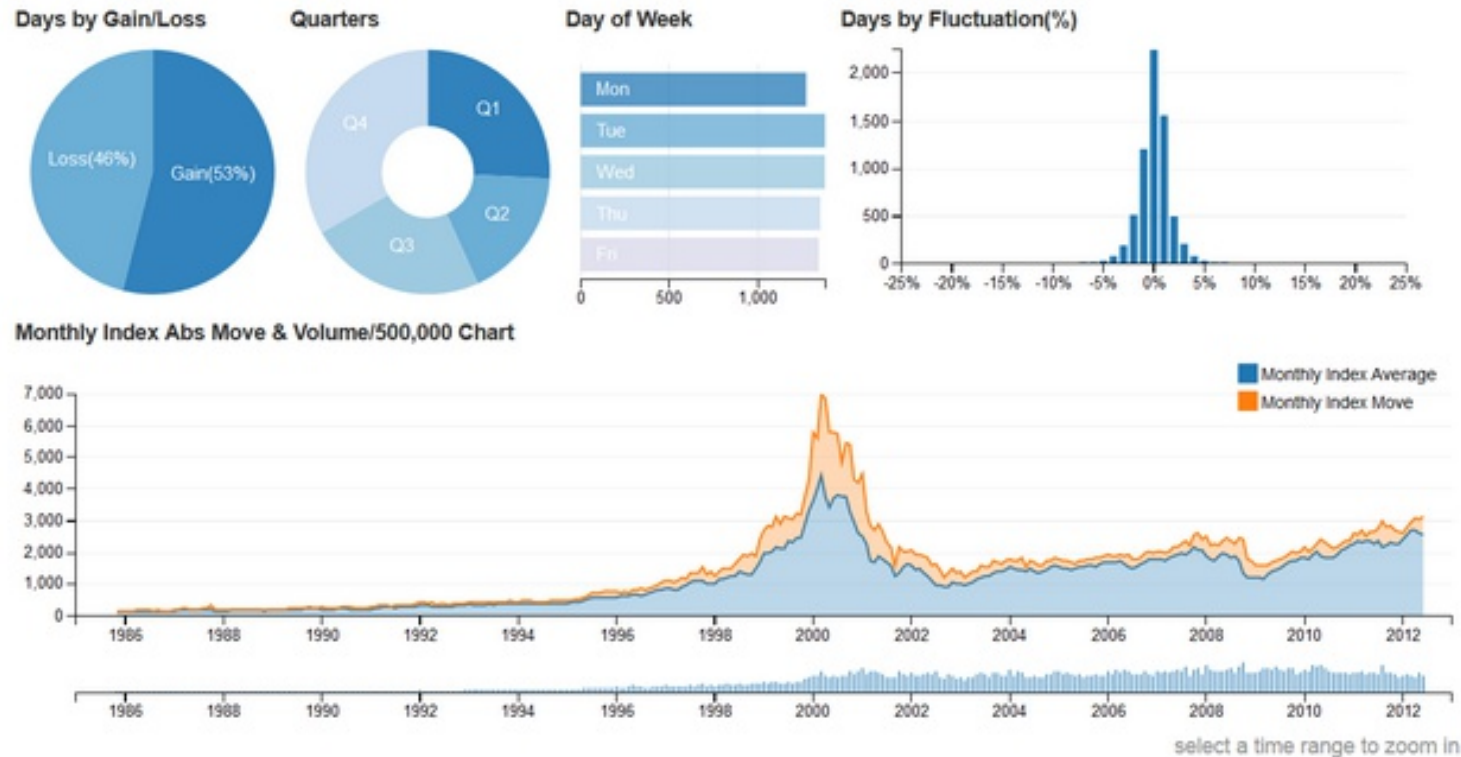 Days by Gain/Loss
Quarters
Day of Week
Days by Fluctuation(%)
Loss(46%)
Gain(53%)
Q4
Q1
Q2
Q3
Mon
Tue
Wed
Thu
Fri
0 500 1,000
2,000
1,500
1,000
500
0
-25% -20% -15% -10% -5% 0% 5% 10% 15% 20% 25%
Monthly Index Abs Move & Volume/500,000 Chart
Monthly Index Average
Monthly Index Move
7,000
6,000
5,000
4,000
3,000
2,000
1,000
0
1986 1988 1990 1992 1994 1996 1998 2000 2002 2004 2006 2008 2010 2012
1986 1988 1990 1992 1994 1996 1998 2000 2002 2004 2006 2008 2010 2012
select a time range to zoom in